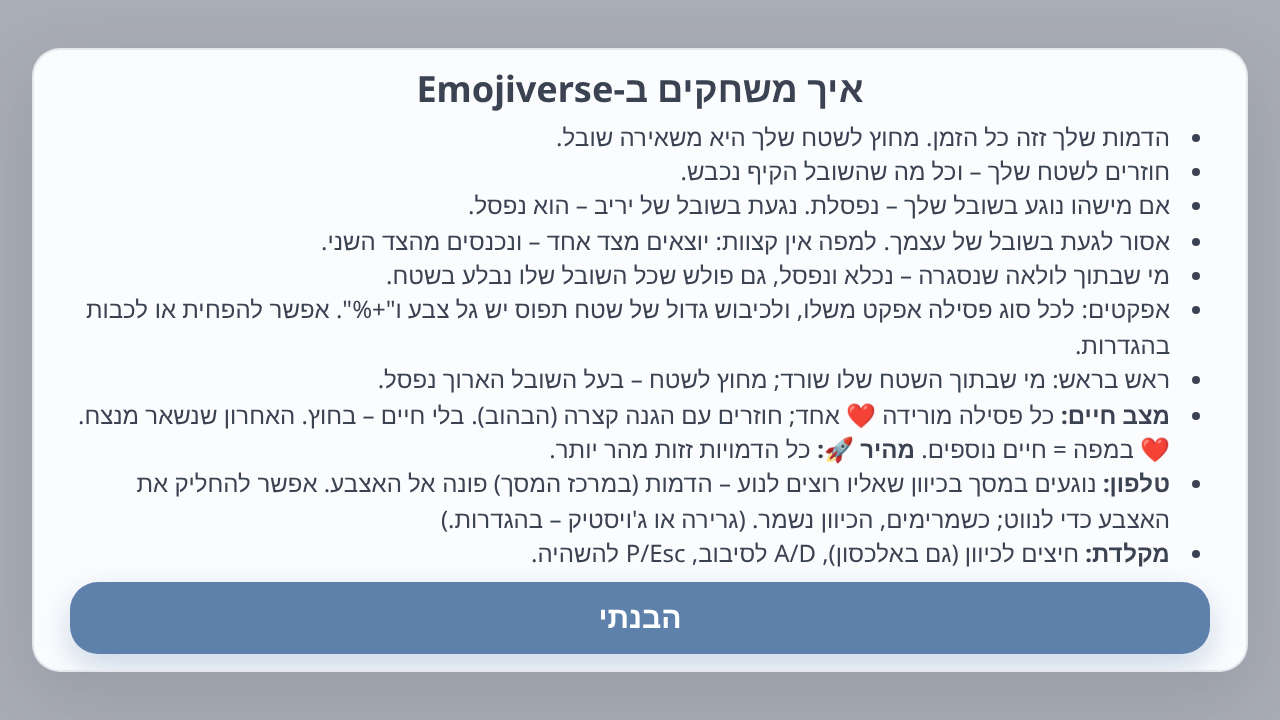 איך משחקים ב-Emojiverse
הדמות שלך זזה כל הזמן. מחוץ לשטח שלך היא משאירה שובל.
חוזרים לשטח שלך – וכל מה שהשובל הקיף נכבש.
אם מישהו נוגע בשובל שלך – נפסלת. נגעת בשובל של יריב – הוא נפסל.
אסור לגעת בשובל של עצמך. למפה אין קצוות: יוצאים מצד אחד – ונכנסים מהצד השני.
מי שבתוך לולאה שנסגרה – נכלא ונפסל, גם פולש שכל השובל שלו נבלע בשטח.
אפקטים: לכל סוג פסילה אפקט משלו, ולכיבוש גדול של שטח תפוס יש גל צבע ו"+%". אפשר להפחית או לכבות
בהגדרות.
ראש בראש: מי שבתוך השטח שלו שורד; מחוץ לשטח – בעל השובל הארוך נפסל.
מצב חיים: כל פסילה מורידה ❤️ אחד; חוזרים עם הגנה קצרה (הבהוב). בלי חיים – בחוץ. האחרון שנשאר מנצח.
❤️ במפה = חיים נוספים. מהיר 🚀: כל הדמויות זזות מהר יותר.
טלפון: נוגעים במסך בכיוון שאליו רוצים לנוע – הדמות (במרכז המסך) פונה אל האצבע. אפשר להחליק את
האצבע כדי לנווט; כשמרימים, הכיוון נשמר. (גרירה או ג'ויסטיק – בהגדרות.)
מקלדת: חיצים לכיוון (גם באלכסון), A/D לסיבוב, P/Esc להשהיה.
הבנתי